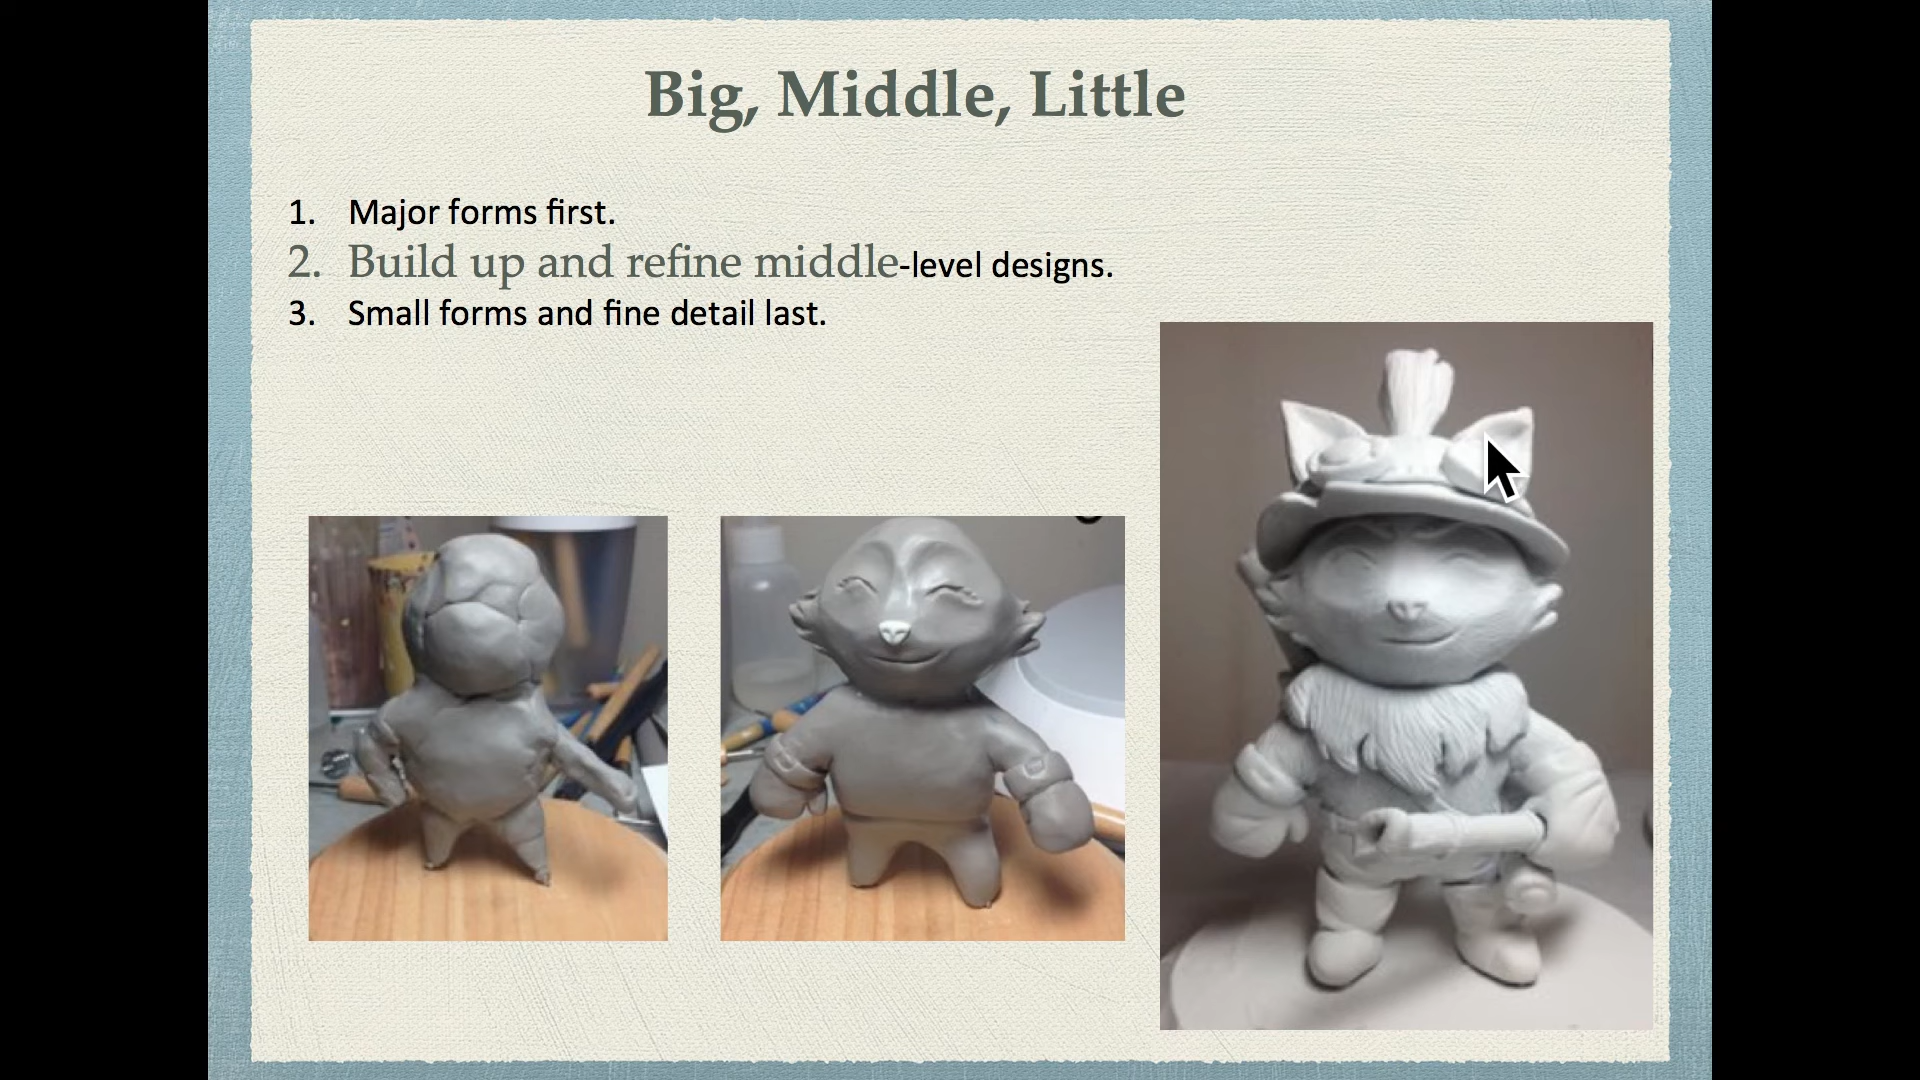 Big, Middle, Little
1. Major forms first.
2. Build up and refine middle-level designs.
3. Small forms and fine detail last.